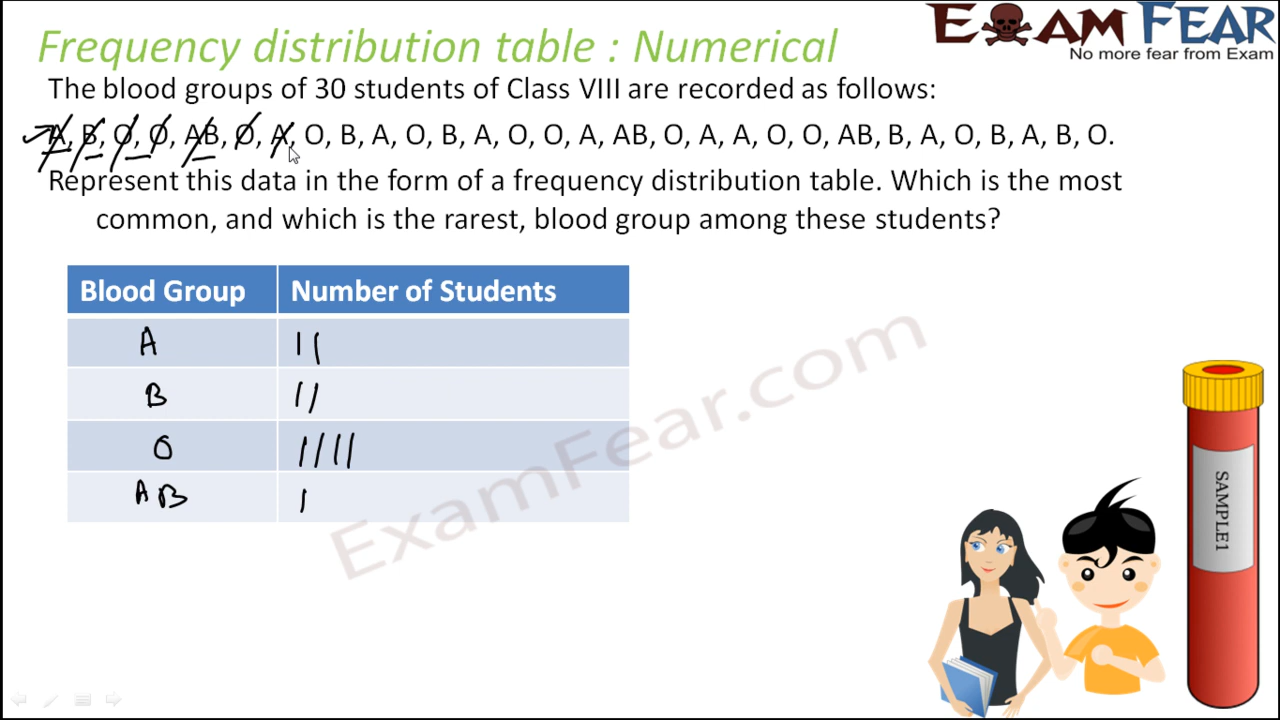 Frequency distribution table : Numerical
EXAM FEAR
No more fear from Exam
The blood groups of 30 students of Class VIII are recorded as follows:
A, B, O, O, AB, O, A, O, B, A, O, B, A, O, O, A, AB, O, A, A, O, O, AB, B, A, O, B, A, B, O.
Represent this data in the form of a frequency distribution table. Which is the most
common, and which is the rarest, blood group among these students?
Blood Group Number of Students
A ||
B ||
O ||||
AB |
ExamFear.com
SAMPLE1